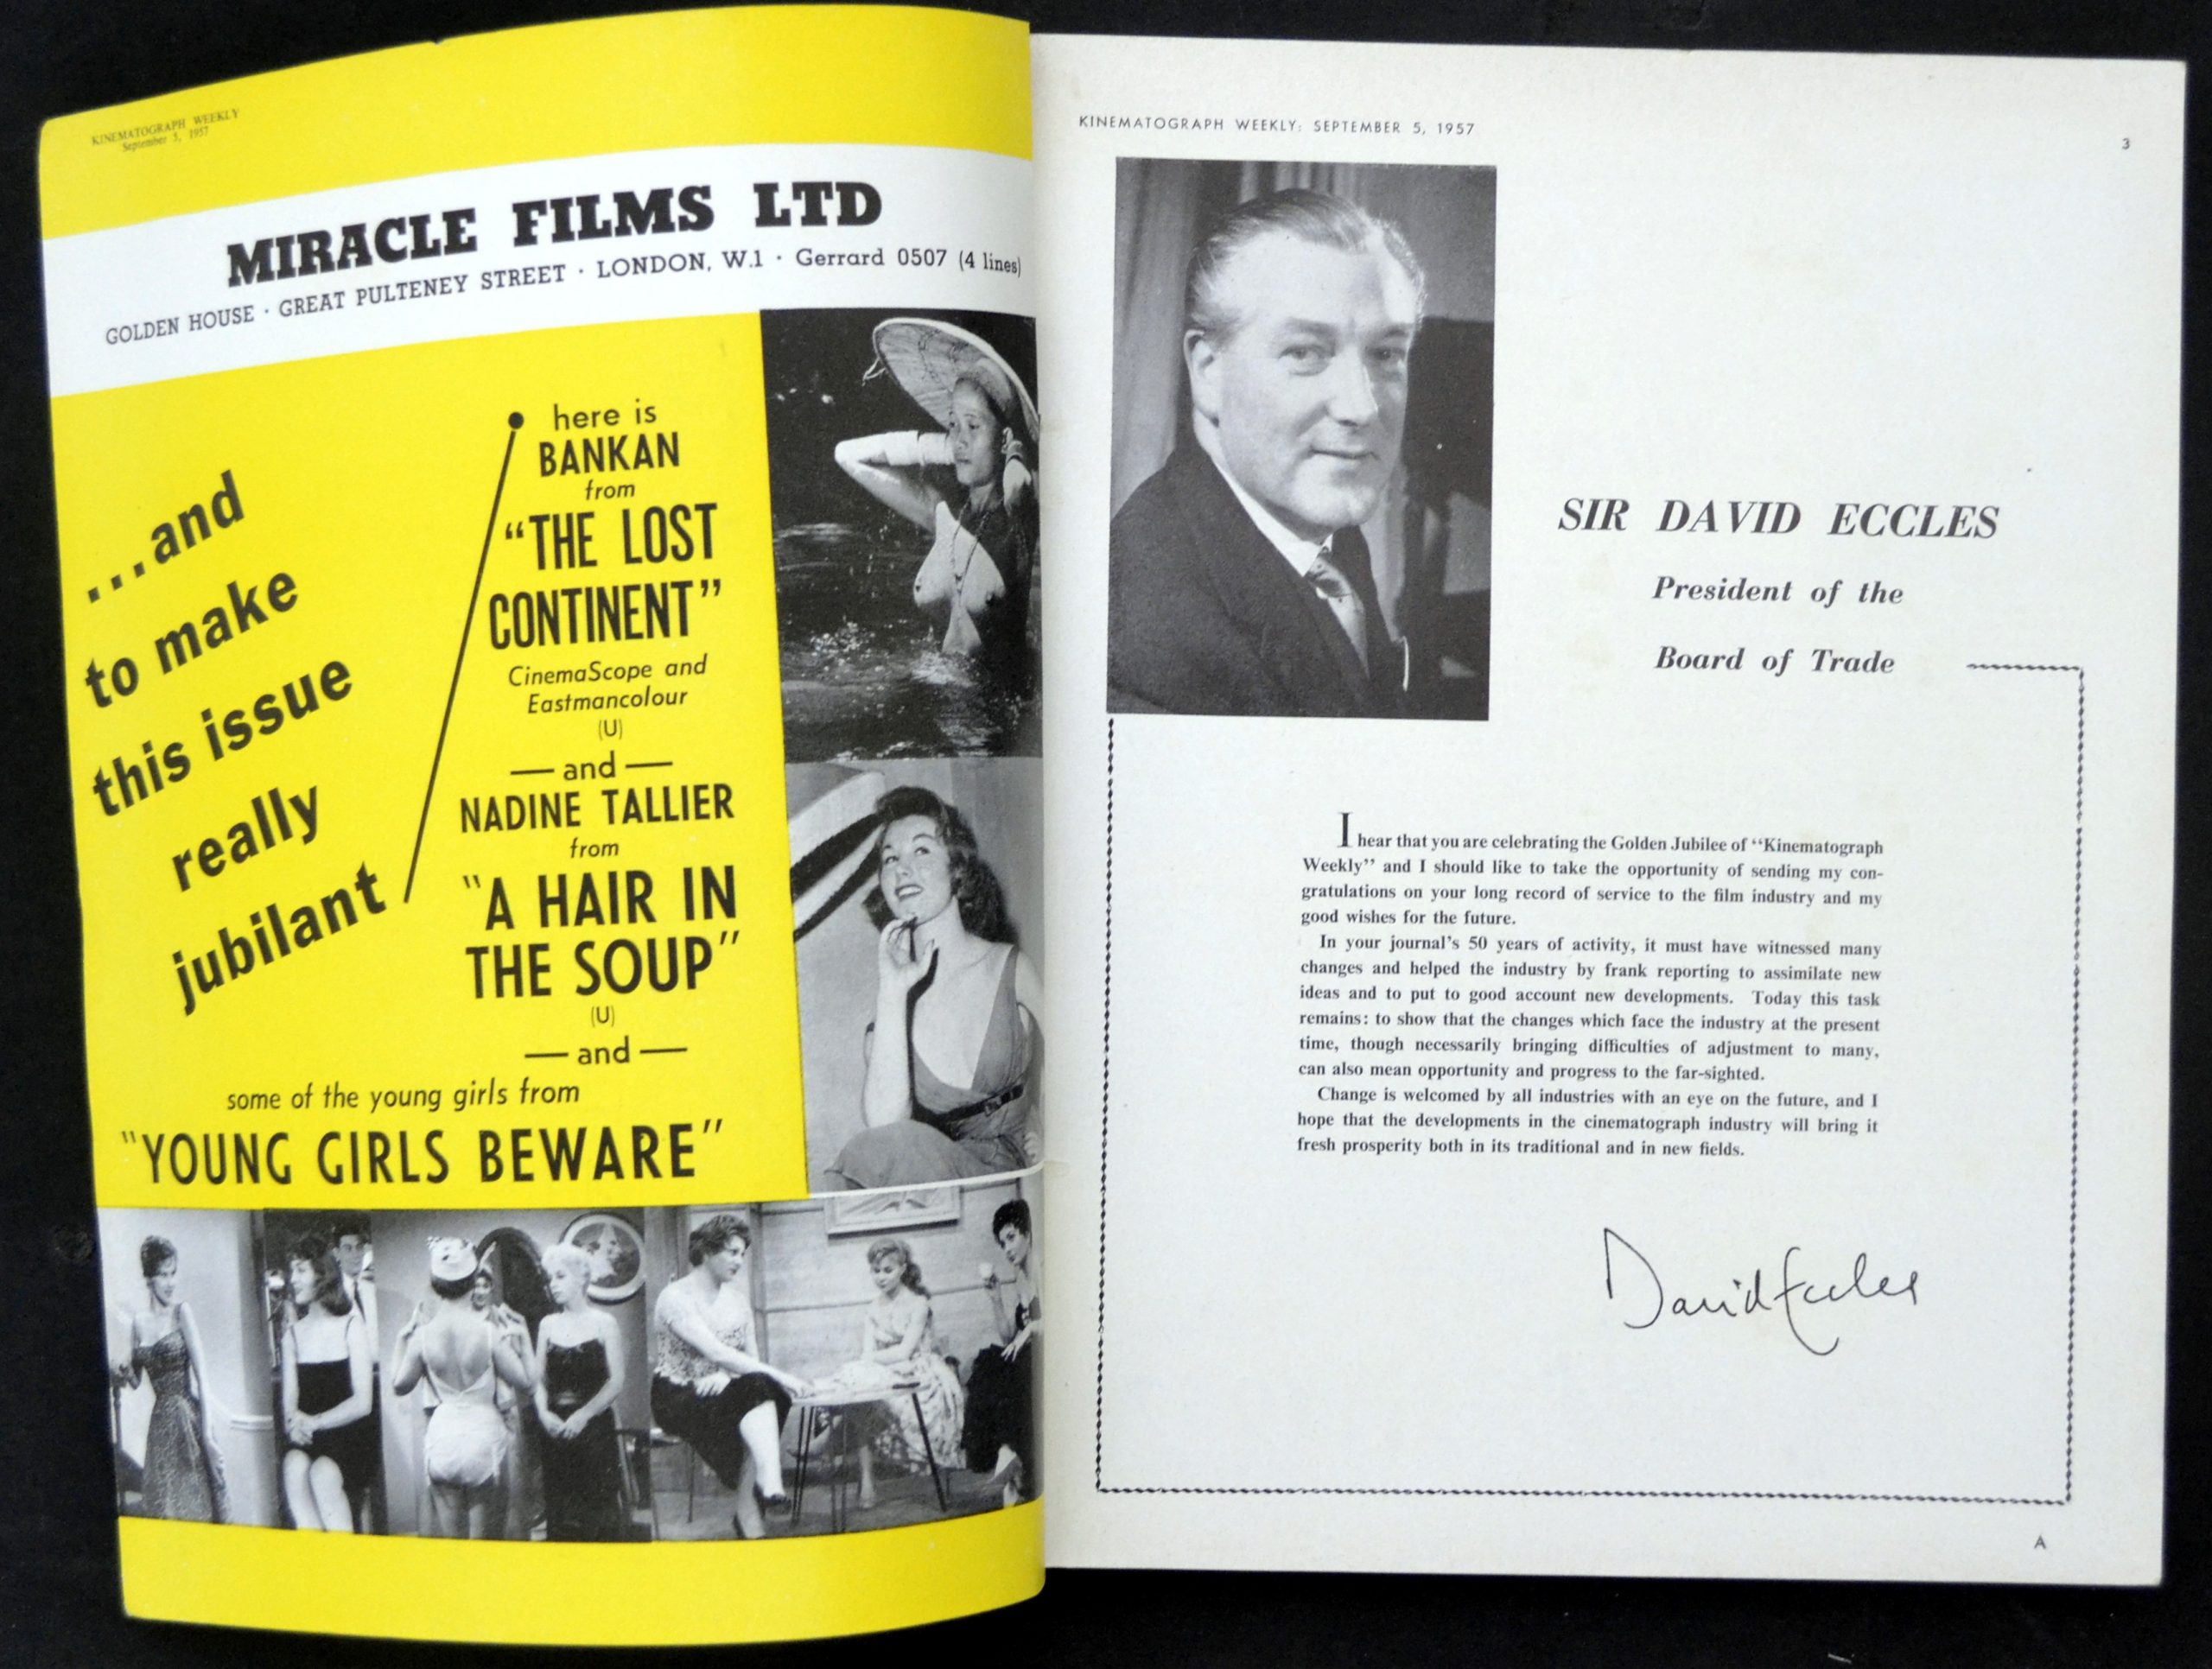 KINEMATOGRAPH WEEKLY
September 5, 1957
MIRACLE FILMS LTD
GOLDEN HOUSE · GREAT PULTENEY STREET · LONDON, W.1 · Gerrard 0507 (4 lines)
...and
to make
this issue
really
jubilant
here is
BANKAN
from
“THE LOST
CONTINENT”
CinemaScope and
Eastmancolour
(U)
— and —
NADINE TALLIER
from
"A HAIR IN
THE SOUP"
(U)
— and —
some of the young girls from
"YOUNG GIRLS BEWARE"
KINEMATOGRAPH WEEKLY: SEPTEMBER 5, 1957
3
SIR DAVID ECCLES
President of the
Board of Trade
I hear that you are celebrating the Golden Jubilee of “Kinematograph
Weekly” and I should like to take the opportunity of sending my con-
gratulations on your long record of service to the film industry and my
good wishes for the future.
In your journal’s 50 years of activity, it must have witnessed many
changes and helped the industry by frank reporting to assimilate new
ideas and to put to good account new developments. Today this task
remains: to show that the changes which face the industry at the present
time, though necessarily bringing difficulties of adjustment to many,
can also mean opportunity and progress to the far-sighted.
Change is welcomed by all industries with an eye on the future, and I
hope that the developments in the cinematograph industry will bring it
fresh prosperity both in its traditional and in new fields.
David Eccles
A